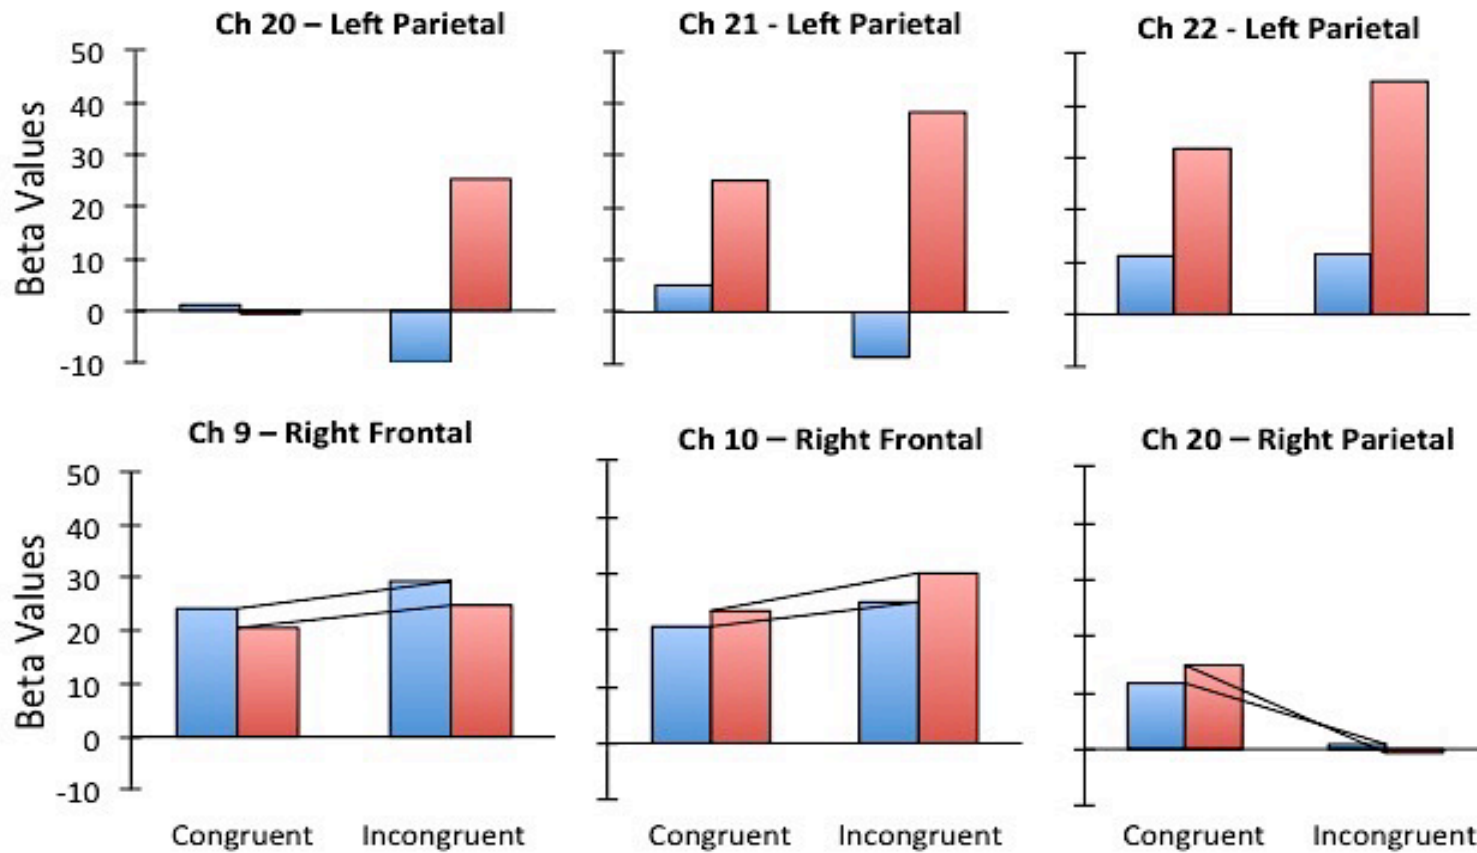 Ch 20 – Left Parietal
Ch 21 - Left Parietal
Ch 22 - Left Parietal
Beta Values
50
40
30
20
10
0
-10
Ch 9 – Right Frontal
Ch 10 – Right Frontal
Ch 20 – Right Parietal
Beta Values
50
40
30
20
10
0
-10
Congruent Incongruent
Congruent Incongruent
Congruent Incongruent